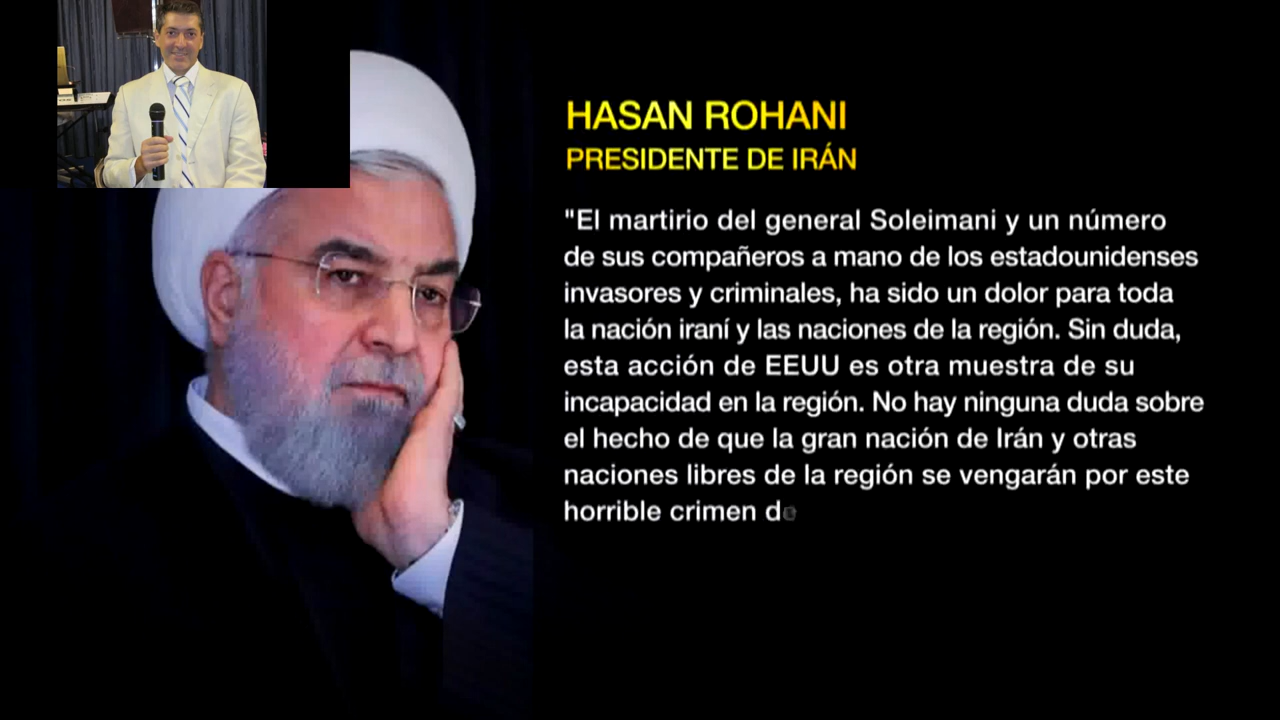 HASAN ROHANI
PRESIDENTE DE IRÁN
"El martirio del general Soleimani y un número
de sus compañeros a mano de los estadounidenses
invasores y criminales, ha sido un dolor para toda
la nación iraní y las naciones de la región. Sin duda,
esta acción de EEUU es otra muestra de su
incapacidad en la región. No hay ninguna duda sobre
el hecho de que la gran nación de Irán y otras
naciones libres de la región se vengarán por este
horrible crimen de